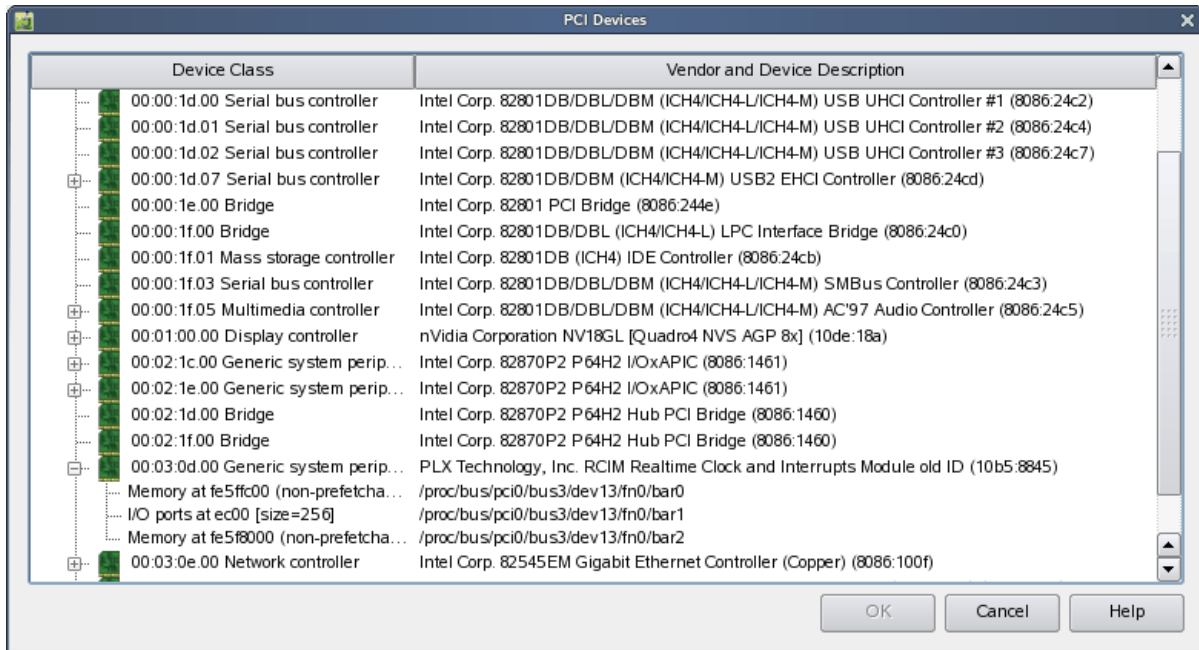 PCI Devices
Device Class Vendor and Device Description
00:00:1d.00 Serial bus controller Intel Corp. 82801DB/DBL/DBM (ICH4/ICH4-L/ICH4-M) USB UHCI Controller #1 (8086:24c2)
00:00:1d.01 Serial bus controller Intel Corp. 82801DB/DBL/DBM (ICH4/ICH4-L/ICH4-M) USB UHCI Controller #2 (8086:24c4)
00:00:1d.02 Serial bus controller Intel Corp. 82801DB/DBL/DBM (ICH4/ICH4-L/ICH4-M) USB UHCI Controller #3 (8086:24c7)
00:00:1d.07 Serial bus controller Intel Corp. 82801DB/DBM (ICH4/ICH4-M) USB2 EHCI Controller (8086:24cd)
00:00:1e.00 Bridge Intel Corp. 82801 PCI Bridge (8086:244e)
00:00:1f.00 Bridge Intel Corp. 82801DB/DBL (ICH4/ICH4-L) LPC Interface Bridge (8086:24c0)
00:00:1f.01 Mass storage controller Intel Corp. 82801DB (ICH4) IDE Controller (8086:24cb)
00:00:1f.03 Serial bus controller Intel Corp. 82801DB/DBL/DBM (ICH4/ICH4-L/ICH4-M) SMBus Controller (8086:24c3)
00:00:1f.05 Multimedia controller Intel Corp. 82801DB/DBL/DBM (ICH4/ICH4-L/ICH4-M) AC'97 Audio Controller (8086:24c5)
00:01:00.00 Display controller nVidia Corporation NV18GL [Quadro4 NVS AGP 8x] (10de:18a)
00:02:1c.00 Generic system perip... Intel Corp. 82870P2 P64H2 I/OxAPIC (8086:1461)
00:02:1e.00 Generic system perip... Intel Corp. 82870P2 P64H2 I/OxAPIC (8086:1461)
00:02:1d.00 Bridge Intel Corp. 82870P2 P64H2 Hub PCI Bridge (8086:1460)
00:02:1f.00 Bridge Intel Corp. 82870P2 P64H2 Hub PCI Bridge (8086:1460)
00:03:0d.00 Generic system perip... PLX Technology, Inc. RCIM Realtime Clock and Interrupts Module old ID (10b5:8845)
Memory at fe5ffc00 (non-prefetcha... /proc/bus/pci0/bus3/dev13/fn0/bar0
I/O ports at ec00 [size=256] /proc/bus/pci0/bus3/dev13/fn0/bar1
Memory at fe5f8000 (non-prefetcha... /proc/bus/pci0/bus3/dev13/fn0/bar2
00:03:0e.00 Network controller Intel Corp. 82545EM Gigabit Ethernet Controller (Copper) (8086:100f)
OK Cancel Help